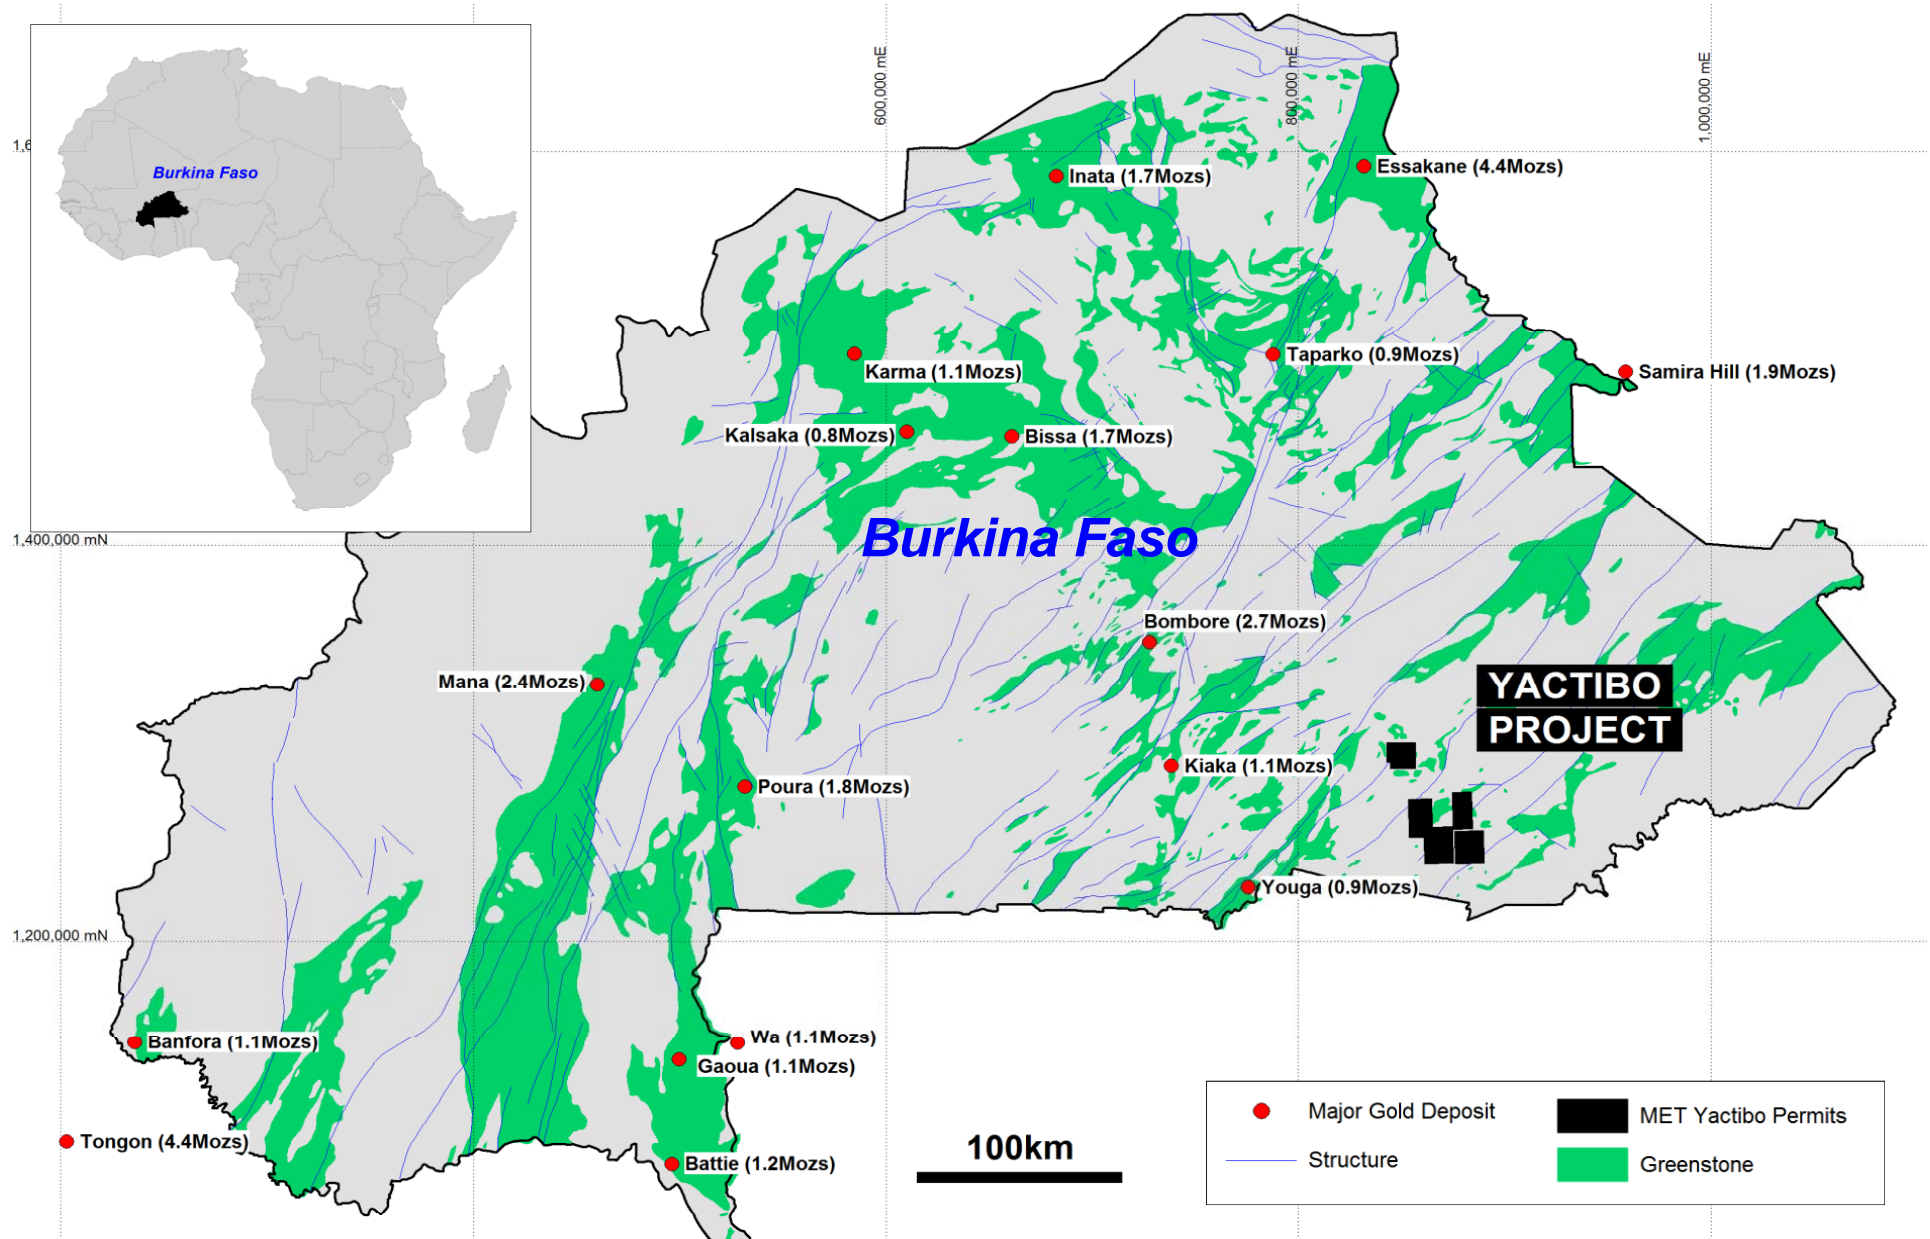 Burkina Faso
600,000 mE
800,000 mE
1,000,000 mE
1,6
Inata (1.7Mozs)
Essakane (4.4Mozs)
Karma (1.1Mozs)
Taparko (0.9Mozs)
Samira Hill (1.9Mozs)
Kalsaka (0.8Mozs)
Bissa (1.7Mozs)
Burkina Faso
1,400,000 mN
Bombore (2.7Mozs)
Mana (2.4Mozs)
YACTIBO
PROJECT
Kiaka (1.1Mozs)
Poura (1.8Mozs)
Youga (0.9Mozs)
1,200,000 mN
Banfora (1.1Mozs)
Wa (1.1Mozs)
Gaoua (1.1Mozs)
Tongon (4.4Mozs)
Battie (1.2Mozs)
100km
Major Gold Deposit
MET Yactibo Permits
Structure
Greenstone